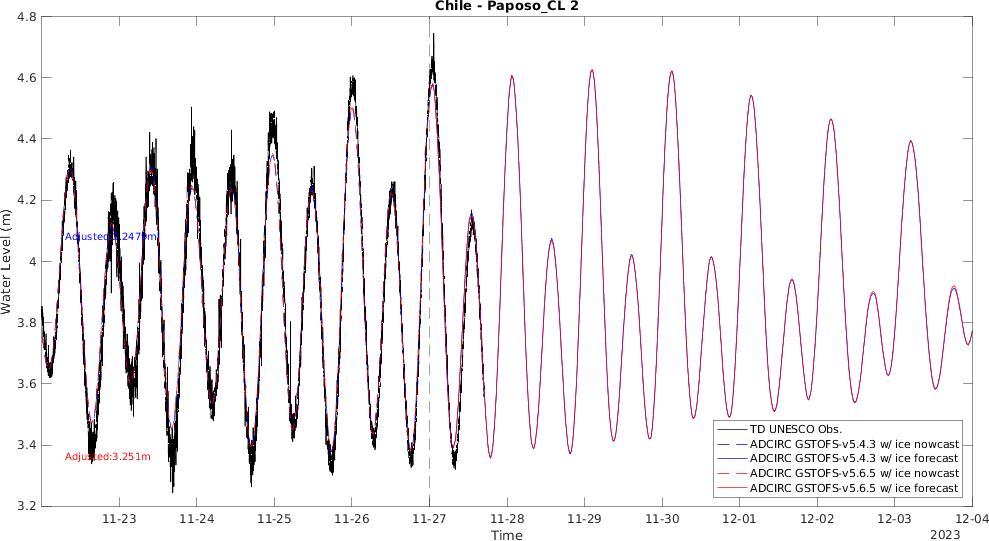 Chile - Paposo_CL 2
4.8
4.6
4.4
4.2
4
3.8
3.6
3.4
3.2
Water Level (m)
Adjusted:3.2479m
Adjusted:3.251m
TD UNESCO Obs.
ADCIRC GSTOFS-v5.4.3 w/ ice nowcast
ADCIRC GSTOFS-v5.4.3 w/ ice forecast
ADCIRC GSTOFS-v5.6.5 w/ ice nowcast
ADCIRC GSTOFS-v5.6.5 w/ ice forecast
11-23 11-24 11-25 11-26 11-27 11-28 11-29 11-30 12-01 12-02 12-03 12-04
Time
2023